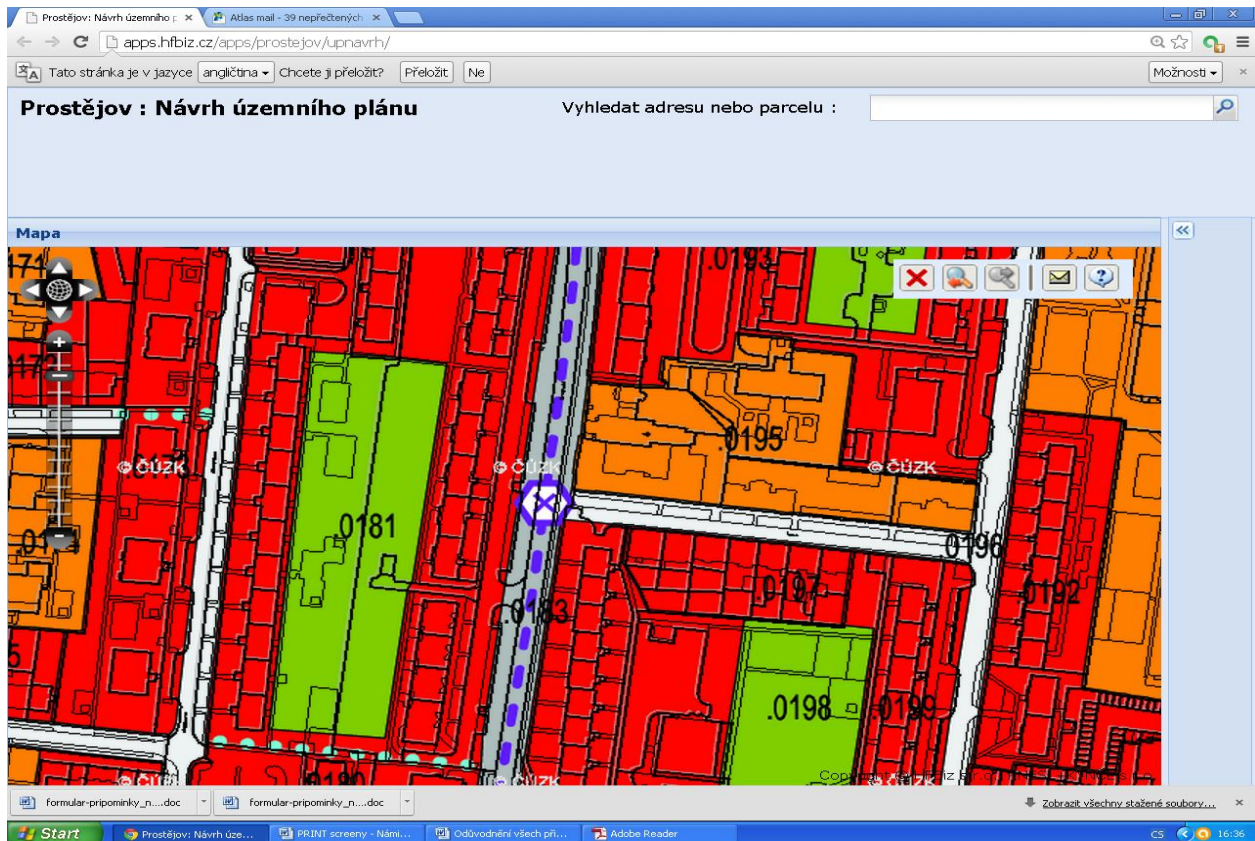 Prostějov: Návrh územního p
Atlas mail - 39 nepřečtených
apps.hfbiz.cz/apps/prostejov/upnavrh/
Tato stránka je v jazyce angličtina Chcete ji přeložit? Přeložit Ne Možnosti
Prostějov : Návrh územního plánu
Vyhledat adresu nebo parcelu :
Mapa
.0193
.0195
© ČÚZK
© ČÚZK
© ČÚZK
.0181
.0196
.0183
.0197
.0192
.0198
.0199
.0190
formular-pripominky_n....doc
formular-pripominky_n....doc
Zobrazit všechny stažené soubory...
Start
Prostějov: Návrh úze...
PRINT screeny - Námi...
Odůvodnění všech při...
Adobe Reader
CS
16:36